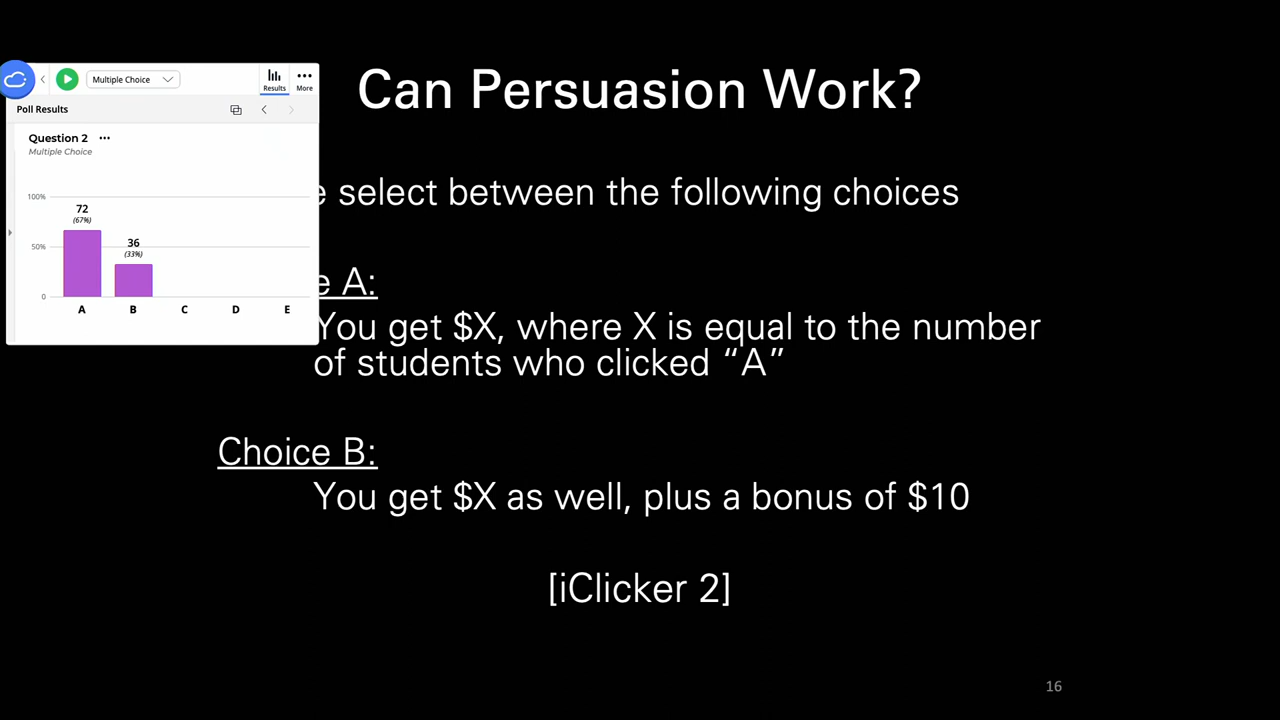 Can Persuasion Work?
Multiple Choice
Results
More
Poll Results
Question 2
Multiple Choice
100%
72
(67%)
50%
36
(33%)
0
A
B
C
D
E
select between the following choices
A:
You get $X, where X is equal to the number
of students who clicked “A”
Choice B:
You get $X as well, plus a bonus of $10
[iClicker 2]
16